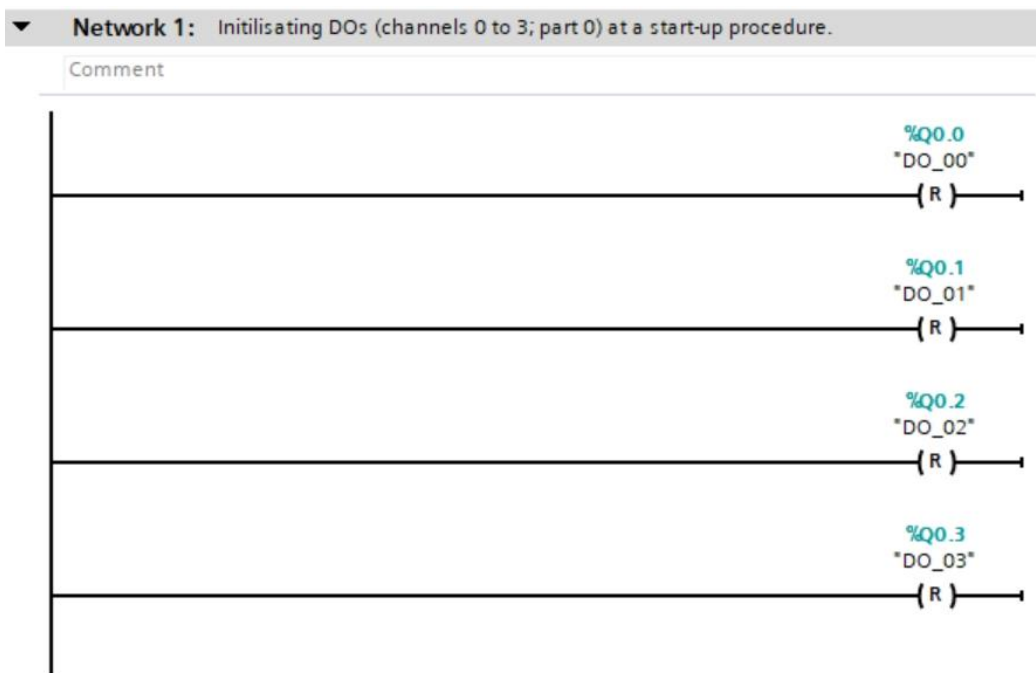 Network 1: Initilisating DOs (channels 0 to 3; part 0) at a start-up procedure.
Comment
%Q0.0
"DO_00"
( R )
%Q0.1
"DO_01"
( R )
%Q0.2
"DO_02"
( R )
%Q0.3
"DO_03"
( R )